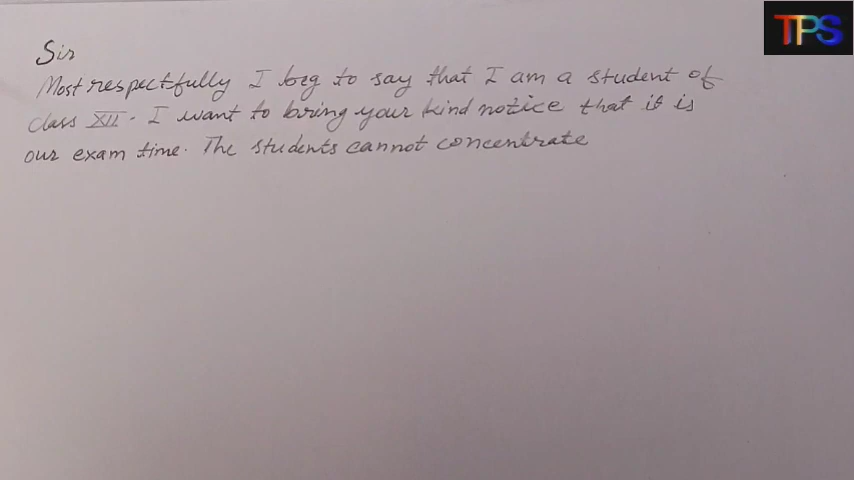 TPS
Sir
Most respectfully I beg to say that I am a student of
class XII. I want to bring your kind notice that it is
our exam time. The students cannot concentrate